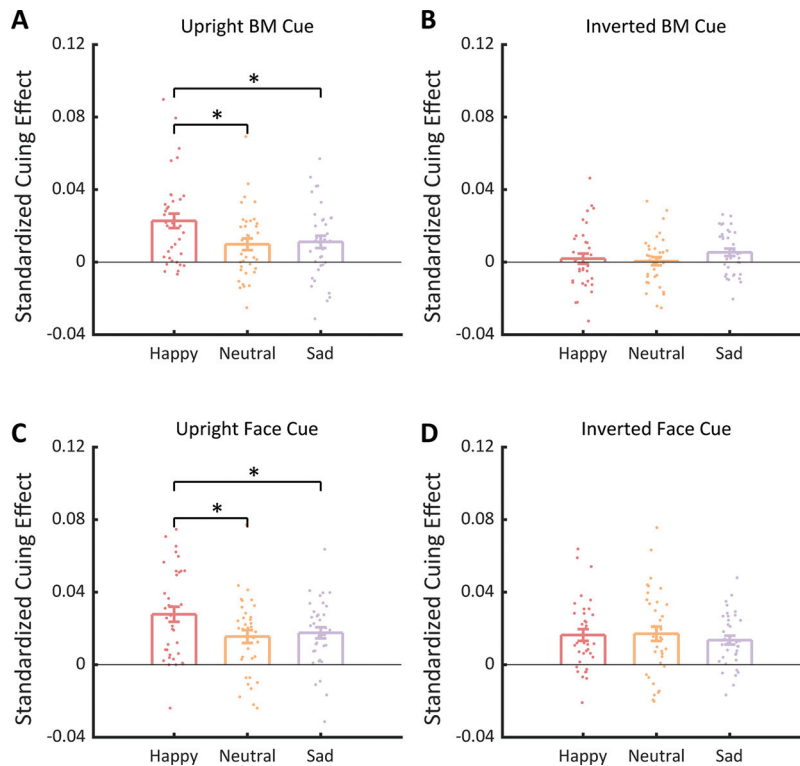 A
Upright BM Cue
Standardized Cuing Effect
0.12
0.08
0.04
0
-0.04
*
*
Happy
Neutral
Sad
B
Inverted BM Cue
Standardized Cuing Effect
0.12
0.08
0.04
0
-0.04
Happy
Neutral
Sad
C
Upright Face Cue
Standardized Cuing Effect
0.12
0.08
0.04
0
-0.04
*
*
Happy
Neutral
Sad
D
Inverted Face Cue
Standardized Cuing Effect
0.12
0.08
0.04
0
-0.04
Happy
Neutral
Sad